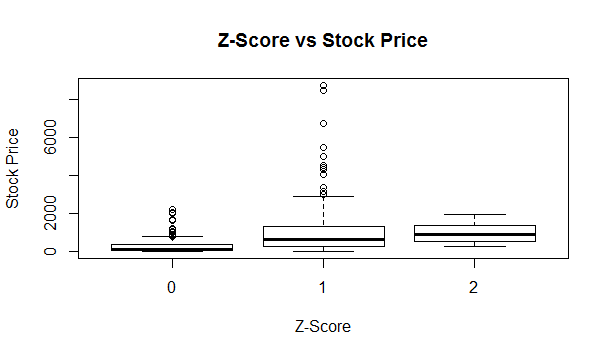 Z-Score vs Stock Price
Stock Price
6000
2000
0
0 1 2
Z-Score